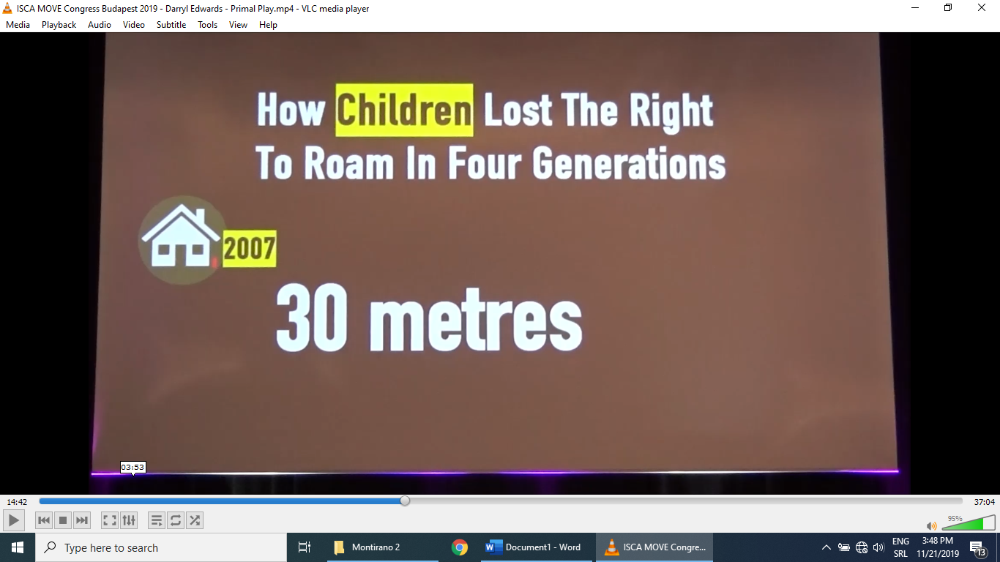 ISCA MOVE Congress Budapest 2019 - Darryl Edwards - Primal Play.mp4 - VLC media player
Media Playback Audio Video Subtitle Tools View Help
How Children Lost The Right
To Roam In Four Generations
2007
30 metres
03:53
14:42
37:04
95%
Type here to search
Montirano 2
Document1 - Word
ISCA MOVE Congre...
ENG
SRL
3:48 PM
11/21/2019
13